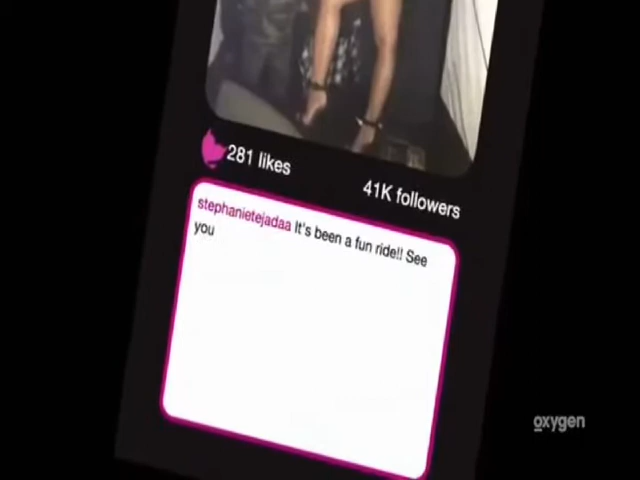 281 likes
41K followers
stephanietejadaa It's been a fun ride!! See
you
oxygen